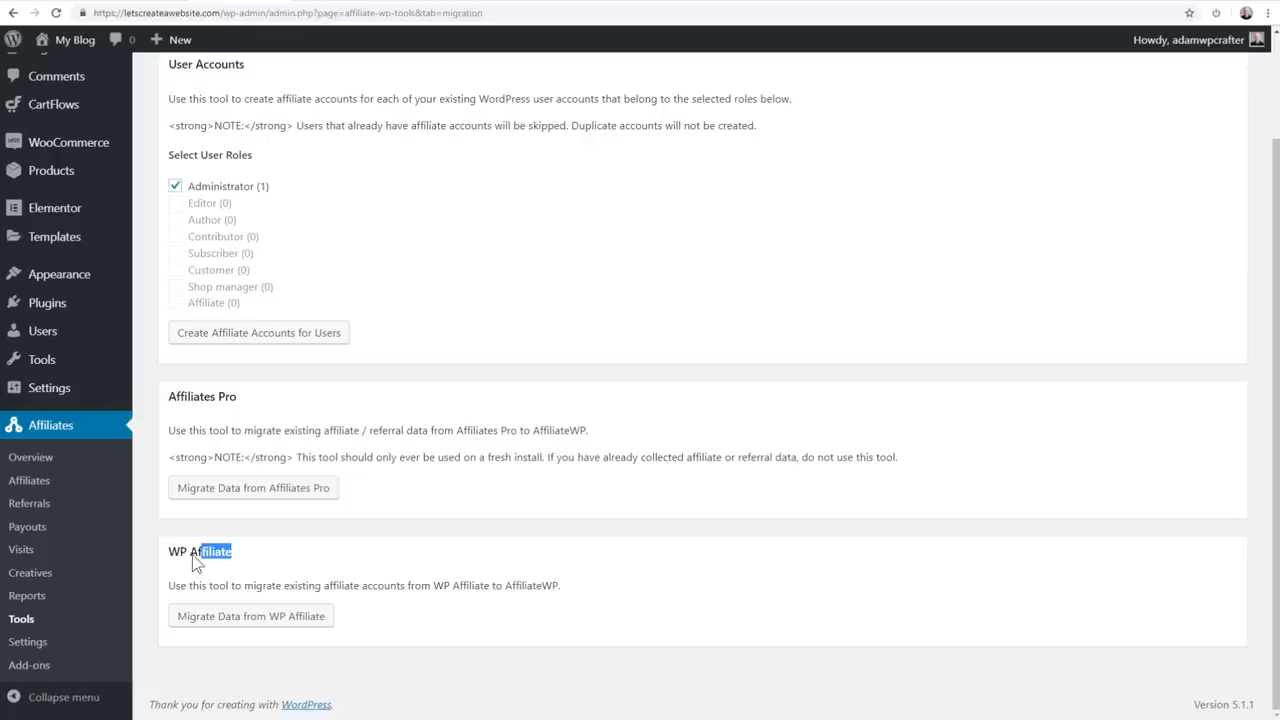 https://letscreateawebsite.com/wp-admin/admin.php?page=affiliate-wp-tools&tab=migration
My Blog
0
New
Howdy, adamwpcrafter
Comments
CartFlows
WooCommerce
Products
Elementor
Templates
Appearance
Plugins
Users
Tools
Settings
Affiliates
Overview
Affiliates
Referrals
Payouts
Visits
Creatives
Reports
Tools
Settings
Add-ons
Collapse menu
User Accounts
Use this tool to create affiliate accounts for each of your existing WordPress user accounts that belong to the selected roles below.
<strong>NOTE:</strong> Users that already have affiliate accounts will be skipped. Duplicate accounts will not be created.
Select User Roles
Administrator (1)
Editor (0)
Author (0)
Contributor (0)
Subscriber (0)
Customer (0)
Shop manager (0)
Affiliate (0)
Create Affiliate Accounts for Users
Affiliates Pro
Use this tool to migrate existing affiliate / referral data from Affiliates Pro to AffiliateWP.
<strong>NOTE:</strong> This tool should only ever be used on a fresh install. If you have already collected affiliate or referral data, do not use this tool.
Migrate Data from Affiliates Pro
WP Affiliate
Use this tool to migrate existing affiliate accounts from WP Affiliate to AffiliateWP.
Migrate Data from WP Affiliate
Thank you for creating with WordPress.
Version 5.1.1